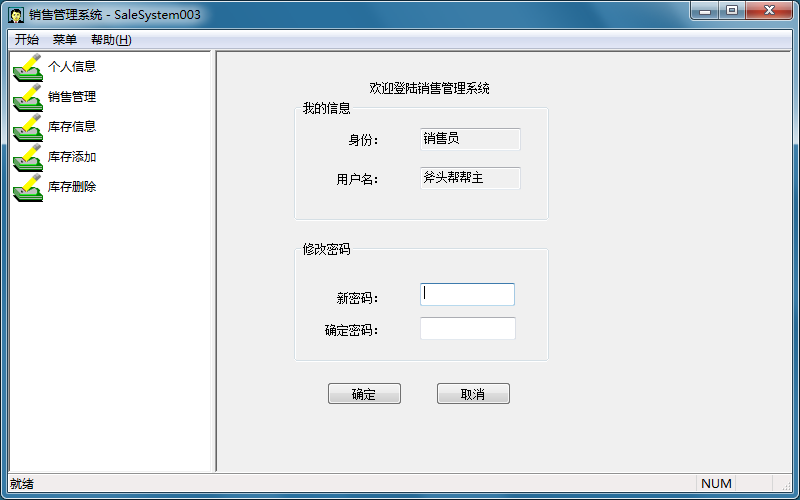 销售管理系统 - SaleSystem003
开始 菜单 帮助(H)
个人信息
销售管理
库存信息
库存添加
库存删除
欢迎登陆销售管理系统
我的信息
身份： 销售员
用户名： 斧头帮帮主
修改密码
新密码：
确定密码：
确定 取消
就绪 NUM